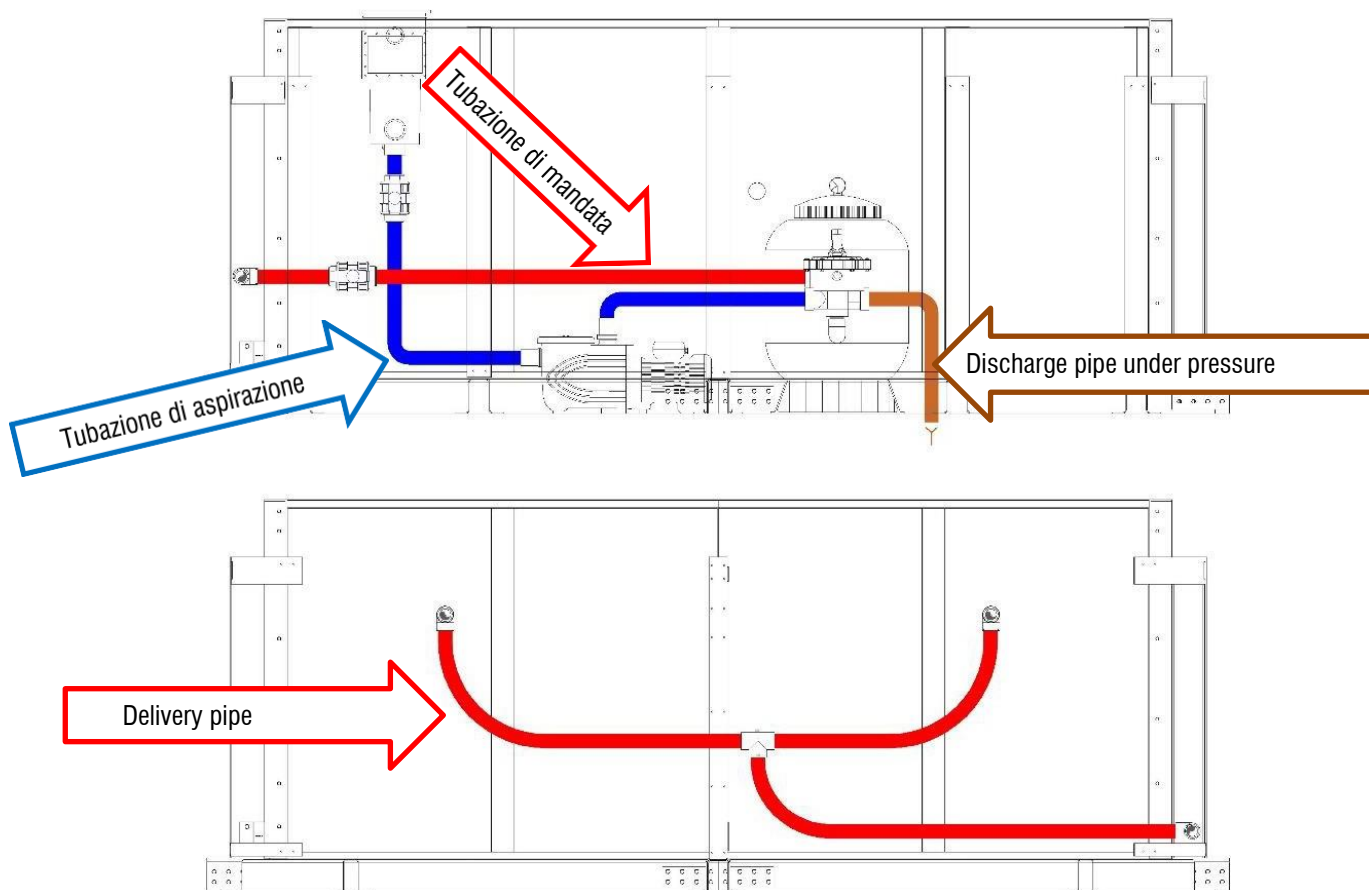 Tubazione di mandata
Discharge pipe under pressure
Tubazione di aspirazione
Delivery pipe